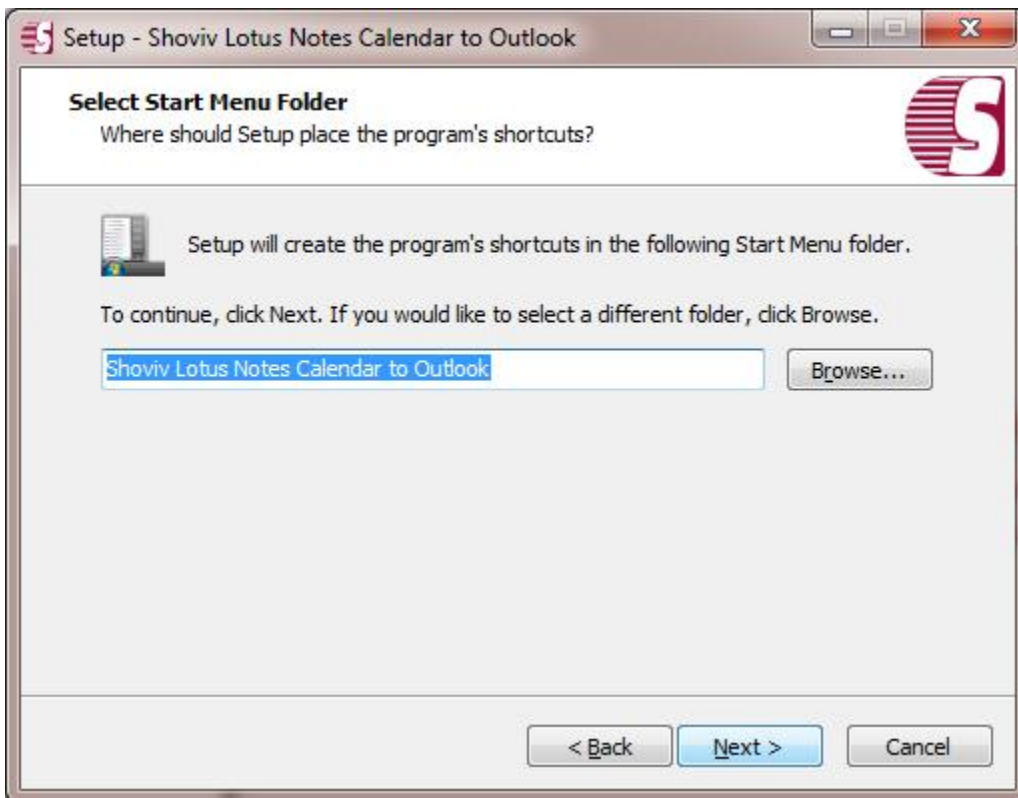 Setup - Shoviv Lotus Notes Calendar to Outlook
Select Start Menu Folder
Where should Setup place the program's shortcuts?
S
Setup will create the program's shortcuts in the following Start Menu folder.
To continue, click Next. If you would like to select a different folder, click Browse.
Shoviv Lotus Notes Calendar to Outlook
Browse...
< Back
Next >
Cancel